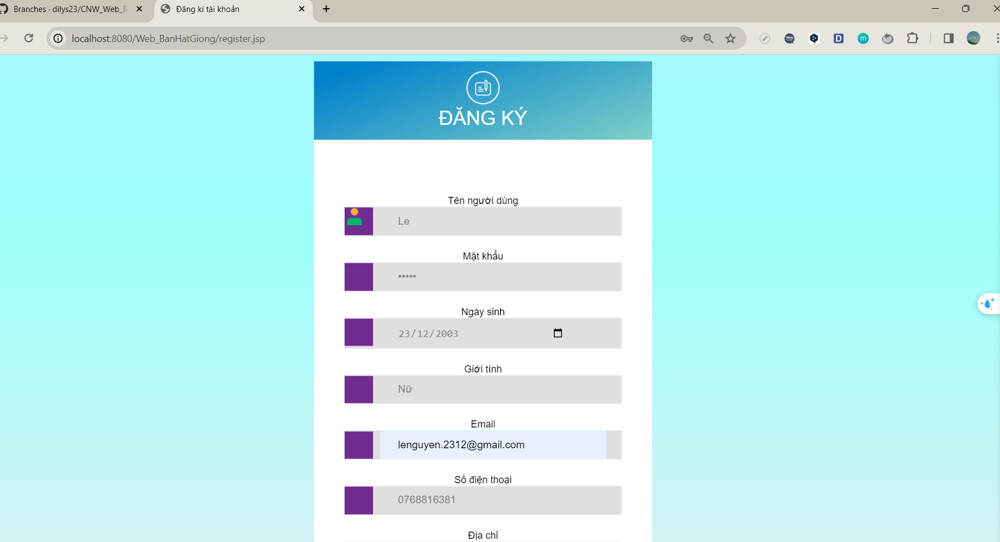 Branches · dilys23/CNW_Web_B
Đăng kí tài khoản
localhost:8080/Web_BanHatGiong/register.jsp
Web
D
m
ĐĂNG KÝ
Tên người dùng
Le
Mật khẩu
•••••
Ngày sinh
23/12/2003
Giới tính
Nữ
Email
lenguyen.2312@gmail.com
Số điện thoại
0768816381
Địa chỉ